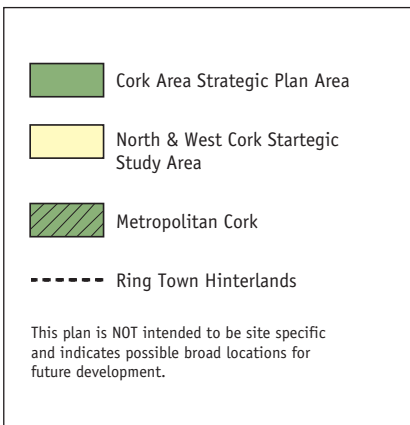 Cork Area Strategic Plan Area
North & West Cork Startegic
Study Area
Metropolitan Cork
Ring Town Hinterlands
This plan is NOT intended to be site specific
and indicates possible broad locations for
future development.